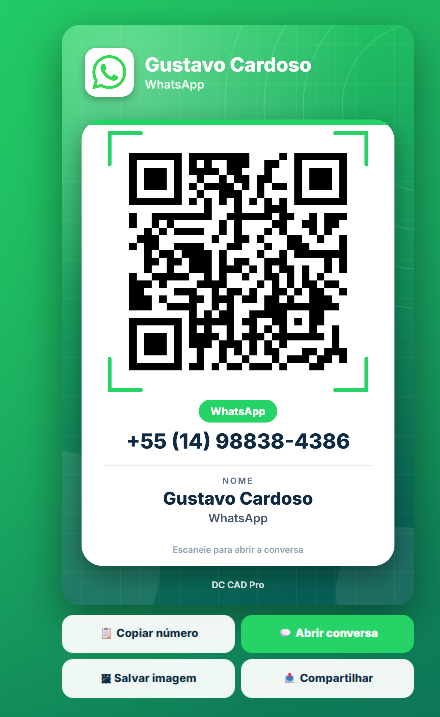 Gustavo Cardoso
WhatsApp
WhatsApp
+55 (14) 98838-4386
NOME
Gustavo Cardoso
WhatsApp
Escaneie para abrir a conversa
DC CAD Pro
📋 Copiar número
💬 Abrir conversa
🖼 Salvar imagem
📤 Compartilhar